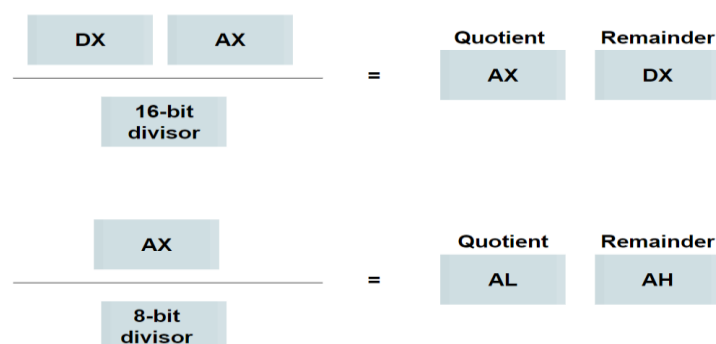 DX AX
16-bit
divisor
=
Quotient Remainder
AX DX
AX
8-bit
divisor
=
Quotient Remainder
AL AH